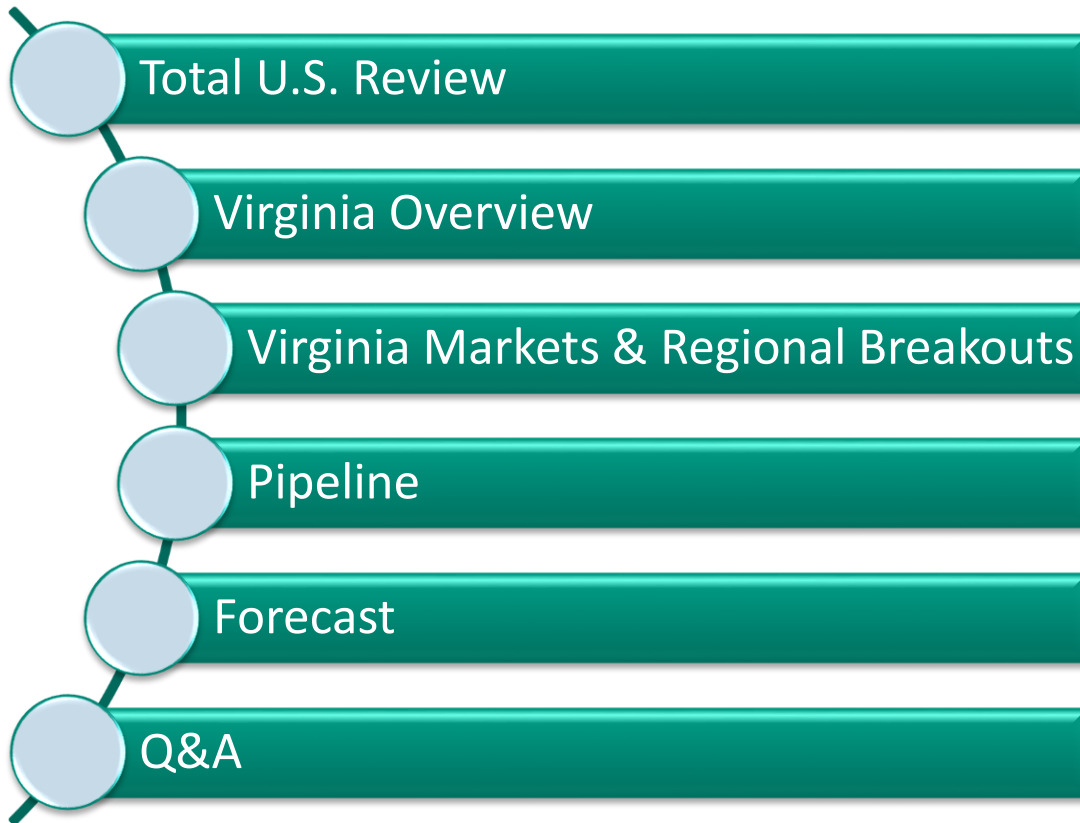 Total U.S. Review
Virginia Overview
Virginia Markets & Regional Breakouts
Pipeline
Forecast
Q&A